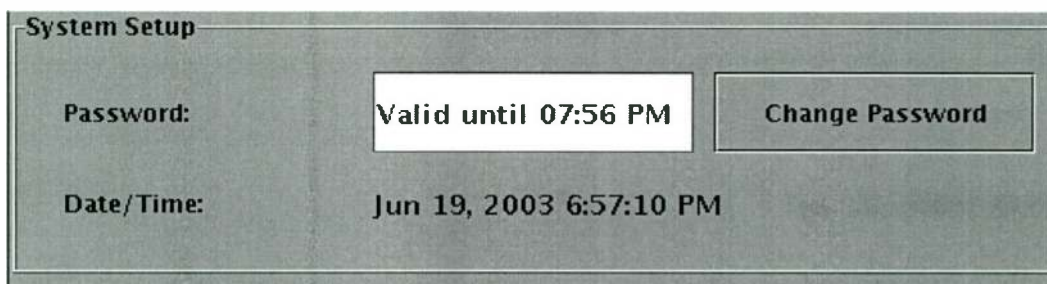 System Setup
Password: Valid until 07:56 PM Change Password
Date/Time: Jun 19, 2003 6:57:10 PM